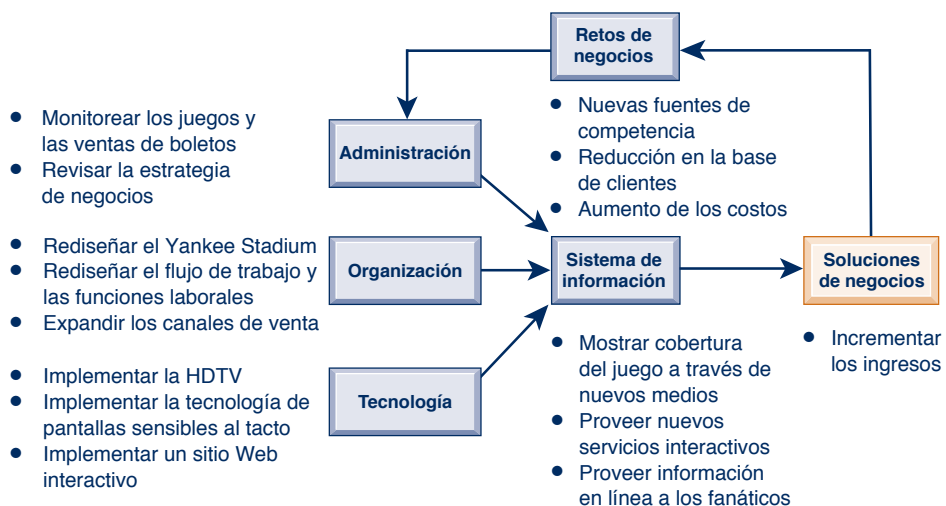 Retos de
negocios
● Nuevas fuentes de
competencia
● Reducción en la base
de clientes
● Aumento de los costos
● Monitorear los juegos y
las ventas de boletos
● Revisar la estrategia
de negocios
Administración
● Rediseñar el Yankee Stadium
● Rediseñar el flujo de trabajo y
las funciones laborales
● Expandir los canales de venta
Organización
Sistema de
información
Soluciones
de negocios
● Incrementar
los ingresos
● Implementar la HDTV
● Implementar la tecnología de
pantallas sensibles al tacto
● Implementar un sitio Web
interactivo
Tecnología
● Mostrar cobertura
del juego a través de
nuevos medios
● Proveer nuevos
servicios interactivos
● Proveer información
en línea a los fanáticos